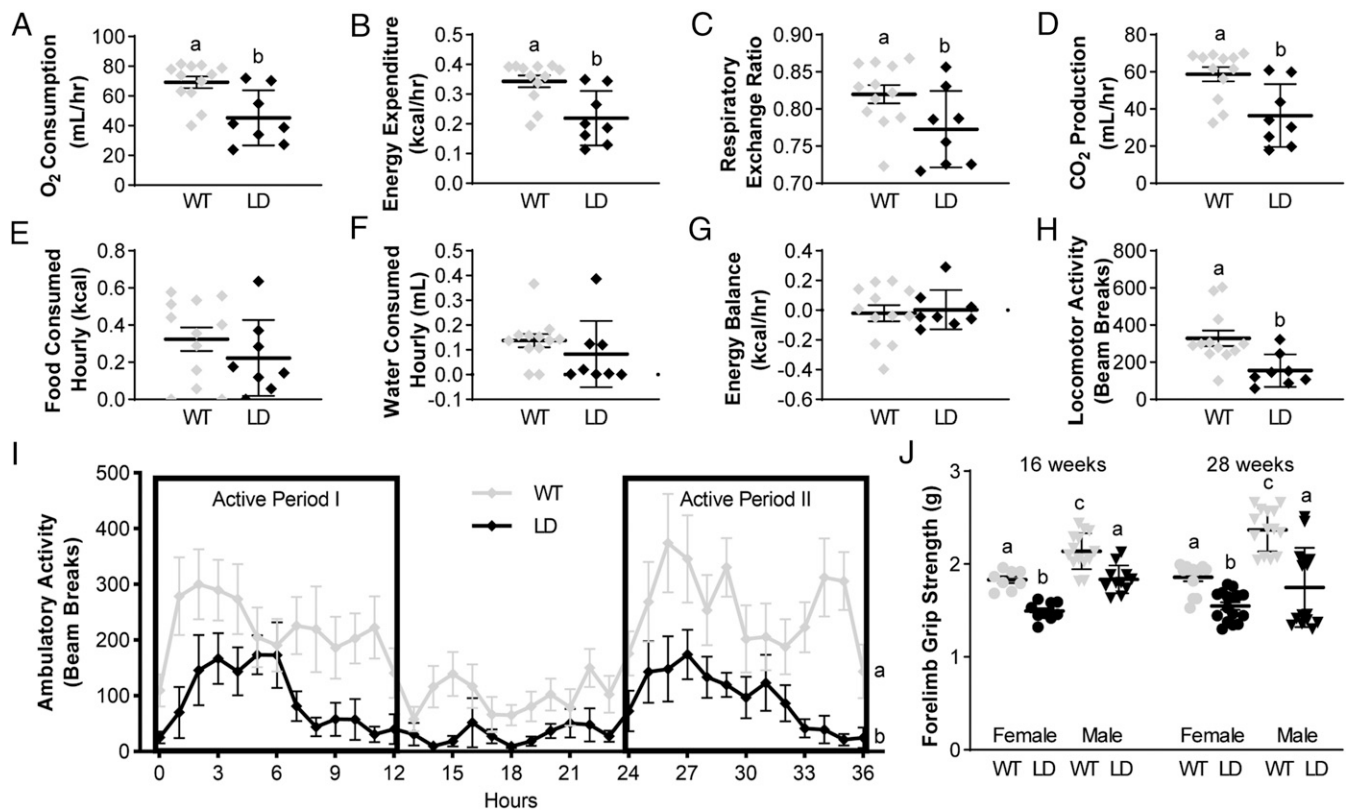 A
O2 Consumption
(mL/hr)
100
80
60
40
20
0
a
b
WT
LD
B
Energy Expenditure
(kcal/hr)
0.5
0.4
0.3
0.2
0.1
0.0
a
b
WT
LD
C
Respiratory
Exchange Ratio
0.90
0.85
0.80
0.75
0.70
a
b
WT
LD
D
CO2 Production
(mL/hr)
80
60
40
20
0
a
b
WT
LD
E
Food Consumed
Hourly (kcal)
0.8
0.6
0.4
0.2
0.0
WT
LD
F
Water Consumed
Hourly (mL)
0.5
0.4
0.3
0.2
0.1
0.0
-0.1
WT
LD
G
Energy Balance
(kcal/hr)
0.4
0.2
0.0
-0.2
-0.4
-0.6
WT
LD
H
Locomotor Activity
(Beam Breaks)
800
600
400
200
0
a
b
WT
LD
I
Ambulatory Activity
(Beam Breaks)
500
400
300
200
100
0
Active Period I
WT
LD
Active Period II
a
b
0
3
6
9
12
15
18
21
24
27
30
33
36
Hours
J
Forelimb Grip Strength (g)
3
2
1
0
16 weeks
28 weeks
a
b
c
a
a
b
c
a
Female
Male
Female
Male
WT LD WT LD
WT LD WT LD